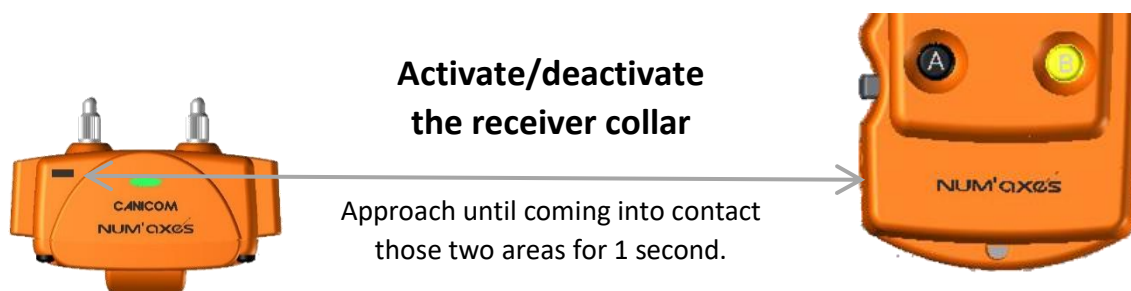 A
B
Activate/deactivate
the receiver collar
NUM'axes
CANICOM
NUM'axes
Approach until coming into contact
those two areas for 1 second.